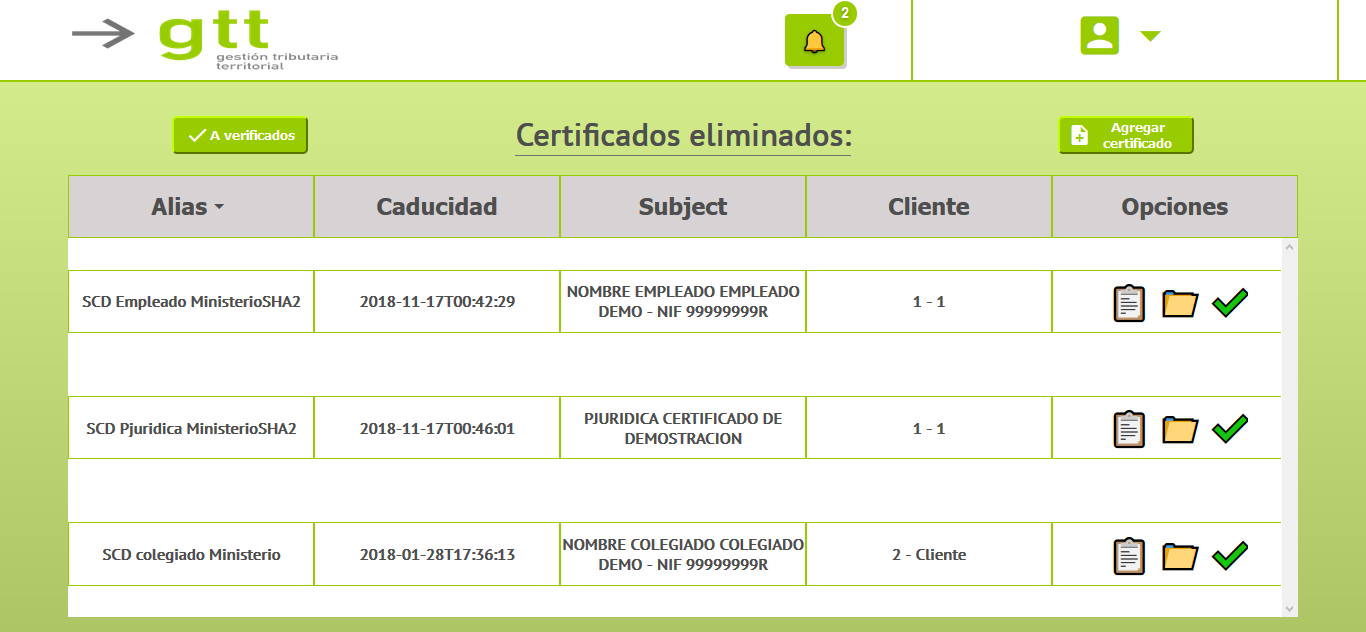 gtt
gestión tributaria
territorial
2
A verificados
Certificados eliminados:
Agregar
certificado
Alias
Caducidad
Subject
Cliente
Opciones
SCD Empleado MinisterioSHA2
2018-11-17T00:42:29
NOMBRE EMPLEADO EMPLEADO
DEMO - NIF 99999999R
1 - 1
SCD Pjuridica MinisterioSHA2
2018-11-17T00:46:01
PJURIDICA CERTIFICADO DE
DEMOSTRACION
1 - 1
SCD colegiado Ministerio
2018-01-28T17:36:13
NOMBRE COLEGIADO COLEGIADO
DEMO - NIF 99999999R
2 - Cliente